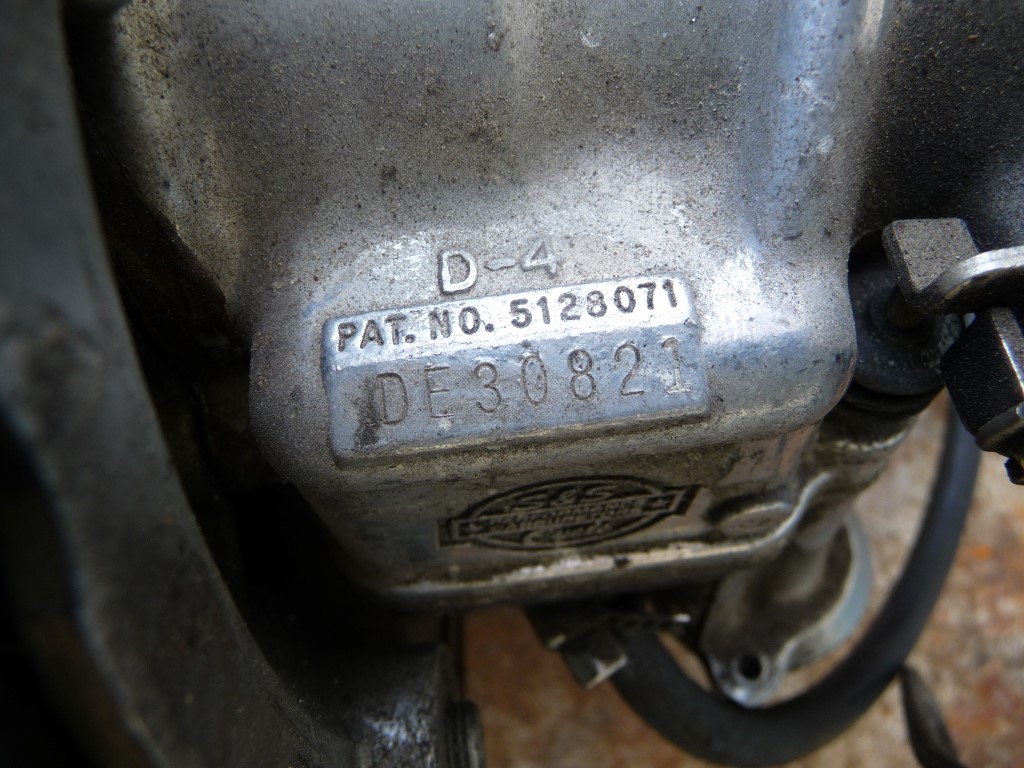 D-4
PAT. NO. 5128071
DE30821
S&S